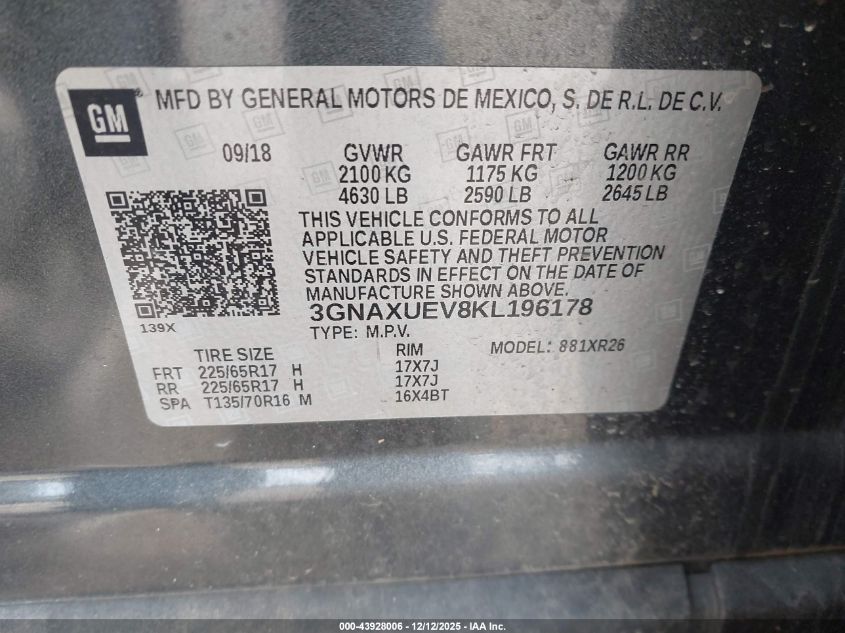 GM
MFD BY GENERAL MOTORS DE MEXICO, S. DE R.L. DE C.V.
09/18 GVWR GAWR FRT GAWR RR
2100 KG 1175 KG 1200 KG
4630 LB 2590 LB 2645 LB
THIS VEHICLE CONFORMS TO ALL
APPLICABLE U.S. FEDERAL MOTOR
VEHICLE SAFETY AND THEFT PREVENTION
STANDARDS IN EFFECT ON THE DATE OF
MANUFACTURE SHOWN ABOVE.
3GNAXUEV8KL196178
139X
TYPE: M.P.V. MODEL: 881XR26
TIRE SIZE RIM
FRT 225/65R17 H 17X7J
RR 225/65R17 H 17X7J
SPA T135/70R16 M 16X4BT
000-43928006 - 12/12/2025 - IAA Inc.